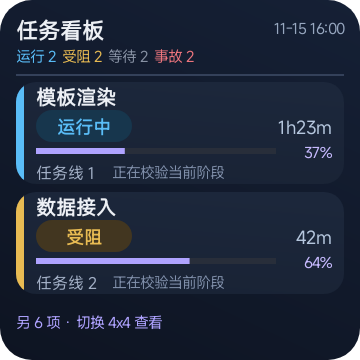 任务看板 11-15 16:00
运行 2 受阻 2 等待 2 事故 2
模板渲染
运行中 1h23m
37%
任务线 1 正在校验当前阶段
数据接入
受阻 42m
64%
任务线 2 正在校验当前阶段
另 6 项 · 切换 4x4 查看